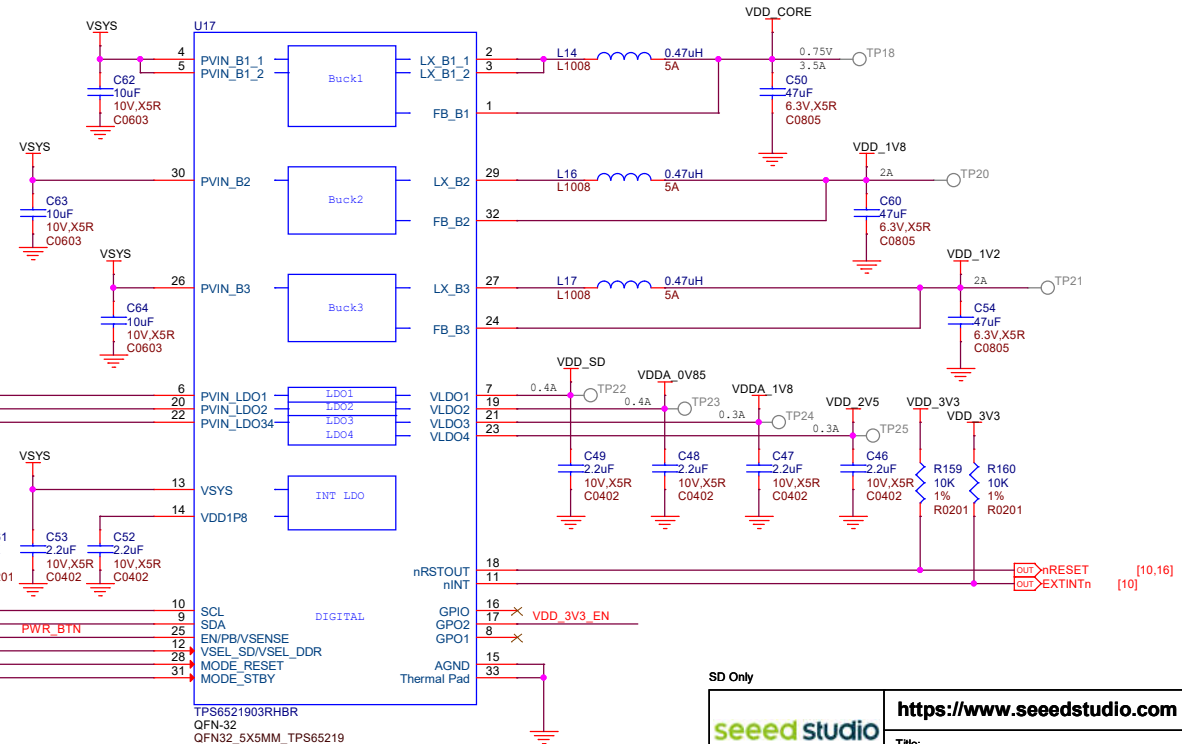 VDD_CORE
VSYS
U17
4 PVIN_B1_1 Buck1 LX_B1_1 2 L14 0.47uH 0.75V TP18
5 PVIN_B1_2 LX_B1_2 3 L1008 5A 3.5A
C62
10uF
10V,X5R
C0603
FB_B1 1
C50
47uF
6.3V,X5R
C0805
VSYS
VDD_1V8
30 PVIN_B2 Buck2 LX_B2 29 L16 0.47uH 2A TP20
L1008 5A
C63
10uF
10V,X5R
C0603
FB_B2 32
C60
47uF
6.3V,X5R
C0805
VSYS
VDD_1V2
26 PVIN_B3 Buck3 LX_B3 27 L17 0.47uH 2A TP21
L1008 5A
C64
10uF
10V,X5R
C0603
FB_B3 24
C54
47uF
6.3V,X5R
C0805
VDD_SD
VDDA_0V85
VDDA_1V8
VDD_2V5
VDD_3V3
VDD_3V3
6 PVIN_LDO1 LDO1 VLDO1 7 0.4A TP22
20 PVIN_LDO2 LDO2 VLDO2 19 0.4A TP23
22 PVIN_LDO34 LDO3 VLDO3 21 0.3A TP24
LDO4 VLDO4 23 0.3A TP25
C49
2.2uF
10V,X5R
C0402
C48
2.2uF
10V,X5R
C0402
C47
2.2uF
10V,X5R
C0402
C46
2.2uF
10V,X5R
C0402
R159
10K
1%
R0201
R160
10K
1%
R0201
VSYS
13 VSYS INT LDO
14 VDD1P8
C53
2.2uF
10V,X5R
C0402
C52
2.2uF
10V,X5R
C0402
nRSTOUT 18 OUT nRESET [10,16]
nINT 11 OUT EXTINTn [10]
10 SCL DIGITAL GPIO 16
9 SDA GPO2 17 VDD_3V3_EN
PWR_BTN 25 EN/PB/VSENSE GPO1 8
12 VSEL_SD/VSEL_DDR
28 MODE_RESET AGND 15
31 MODE_STBY Thermal Pad 33
TPS6521903RHBR
QFN-32
QFN32_5X5MM_TPS65219
SD Only
seeed studio
https://www.seeedstudio.com